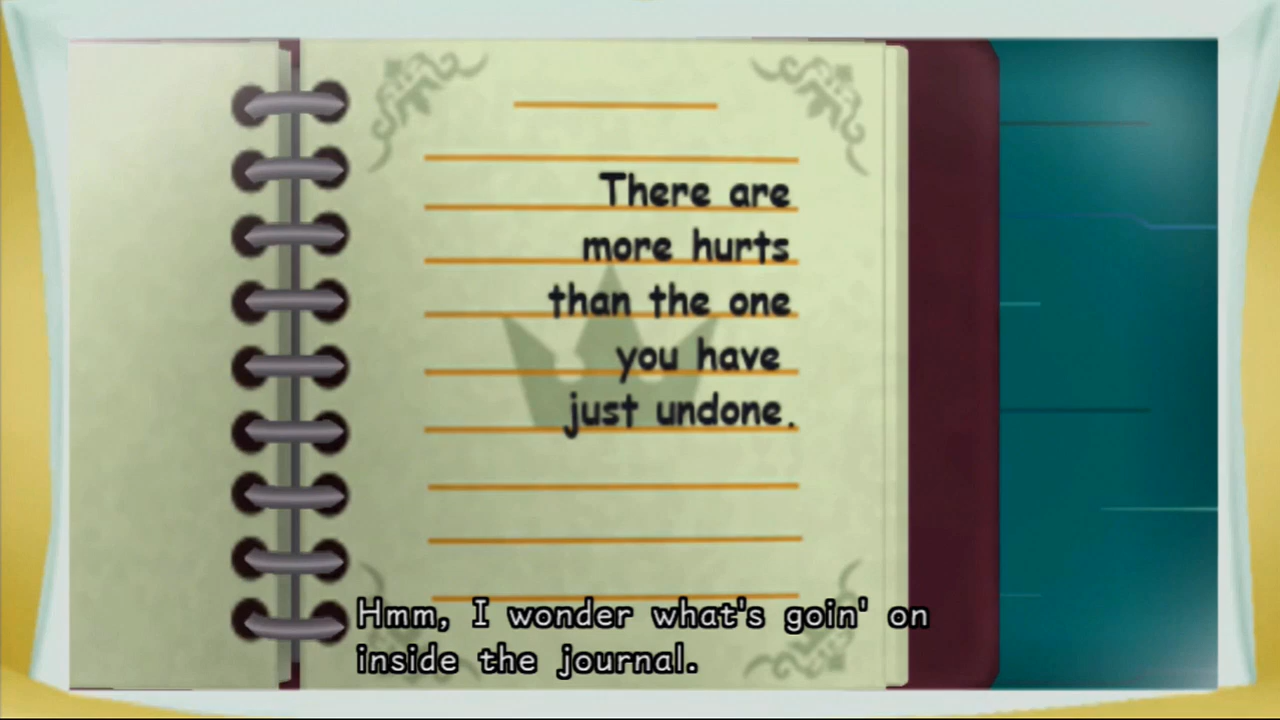 There are
more hurts
than the one
you have
just undone.
Hmm, I wonder what's goin' on
inside the journal.